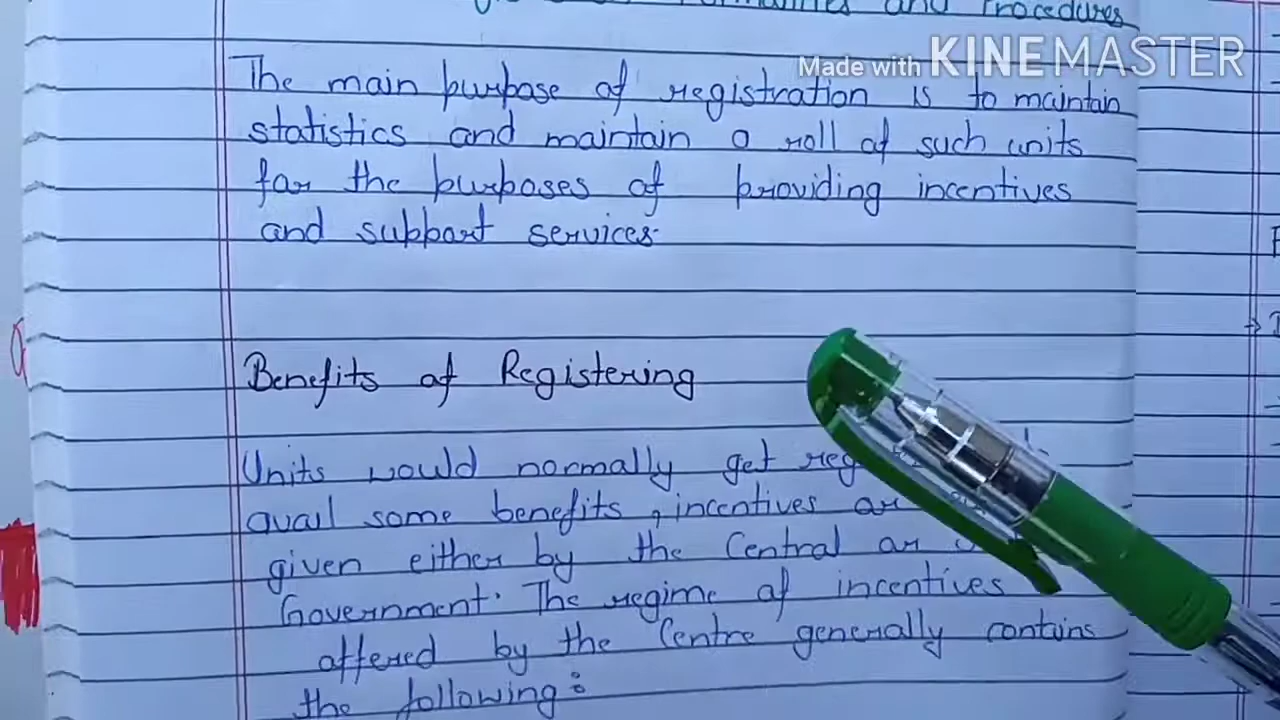 and Procedures
Made with KINEMASTER
The main purpose of registration is to maintain
statistics and maintain a roll of such units
for the purposes of providing incentives
and support services.
Benefits of Registering
Units would normally get
avail some benefits, incentives or
given either by the Central or
Government. The regime of incentives
offered by the Centre generally contains
the following: